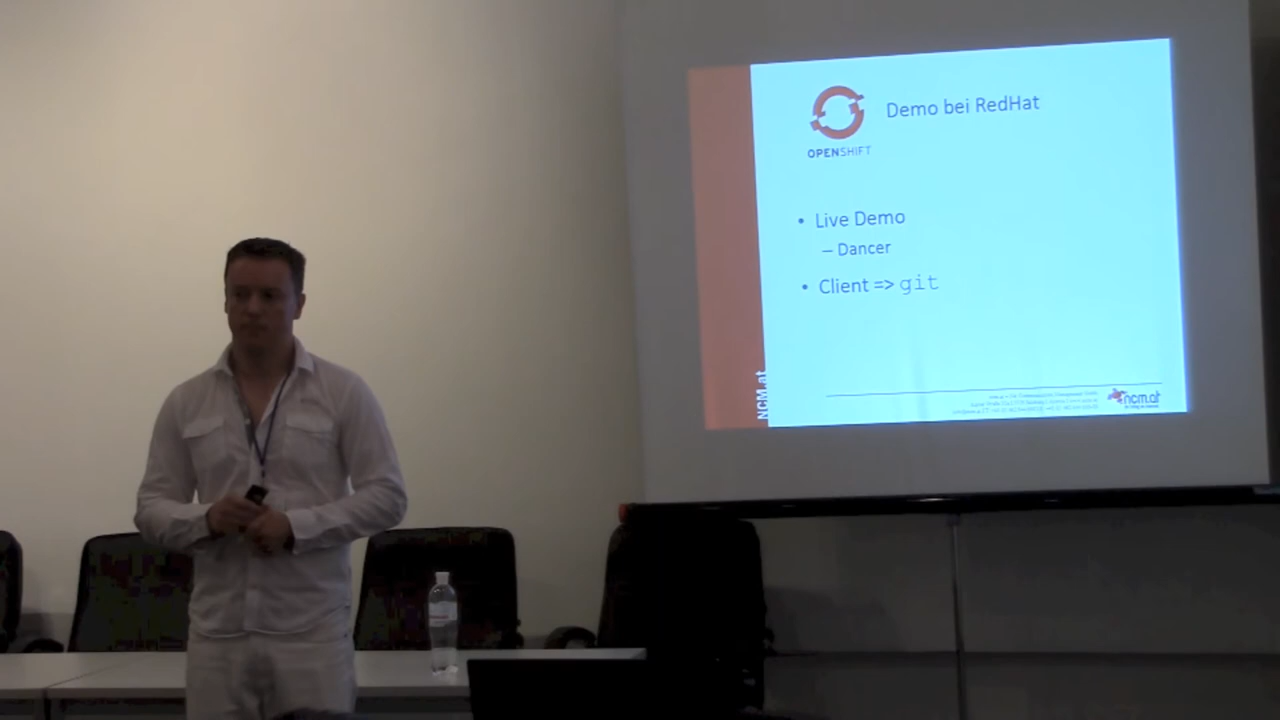 Demo bei RedHat
OPENSHIFT
• Live Demo
– Dancer
• Client => git
NCM.at
ncm.at